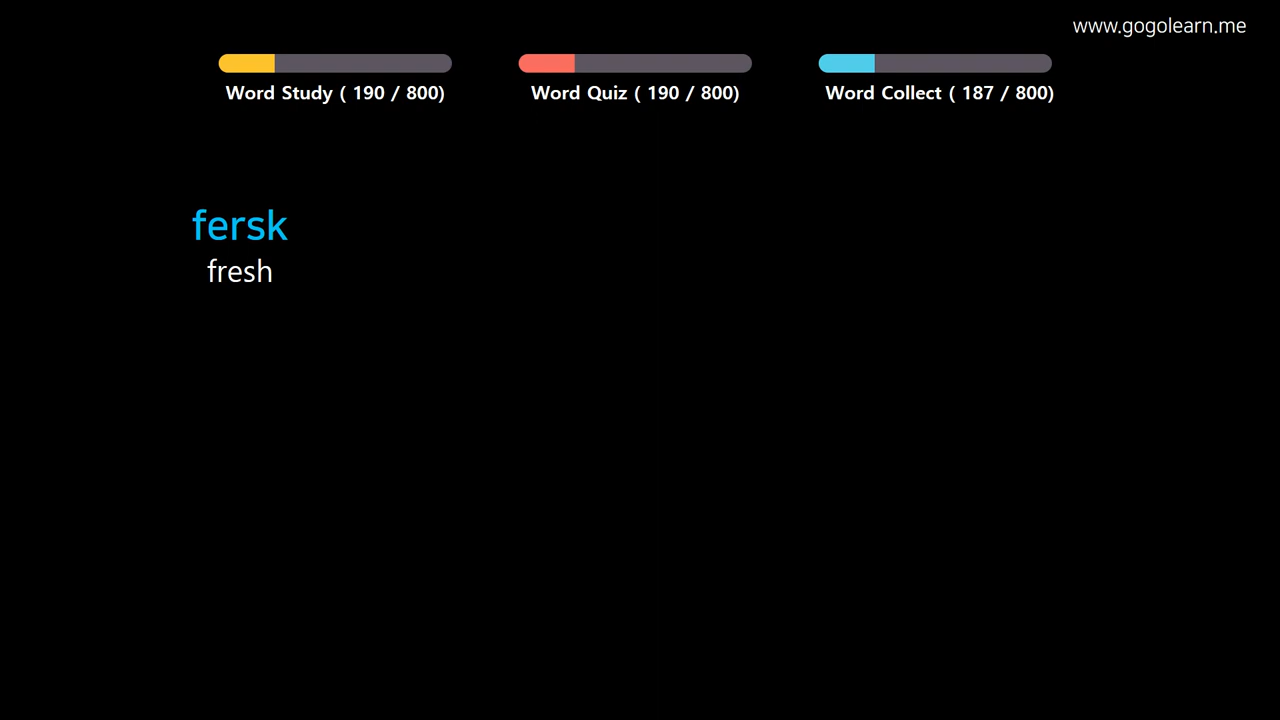 www.gogolearn.me
Word Study ( 190 / 800)
Word Quiz ( 190 / 800)
Word Collect ( 187 / 800)
fersk
fresh